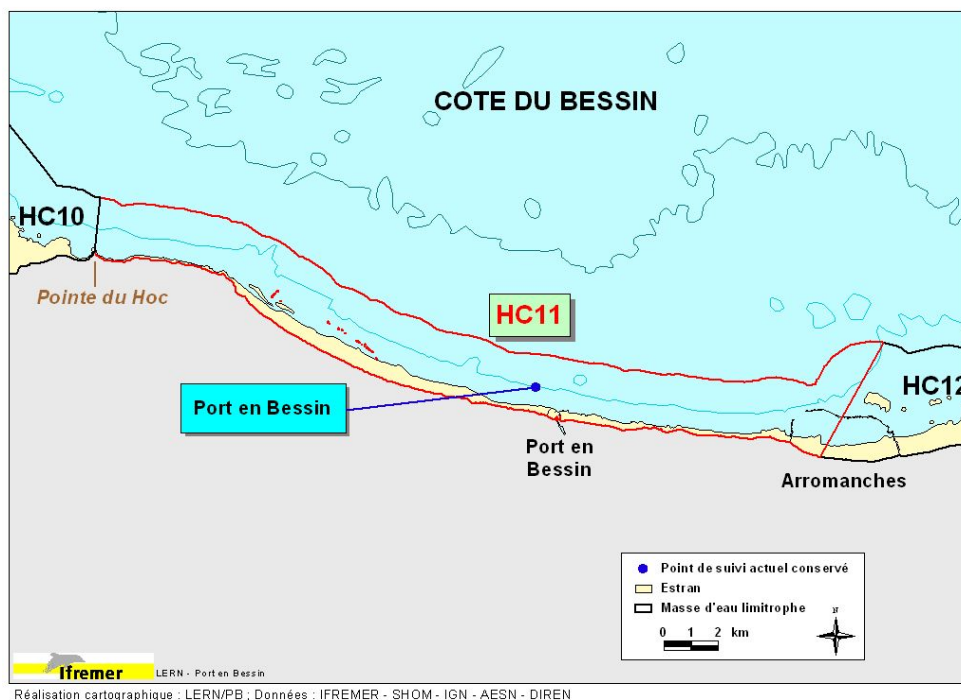 COTE DU BESSIN
HC10
Pointe du Hoc
HC11
HC12
Port en Bessin
Port en
Bessin
Arromanches
Point de suivi actuel conservé
Estran
Masse d'eau limitrophe
N
0 1 2 km
Ifremer
LERN - Port en Bessin
Réalisation cartographique : LERN/PB ; Données : IFREMER - SHOM - IGN - AESN - DIREN